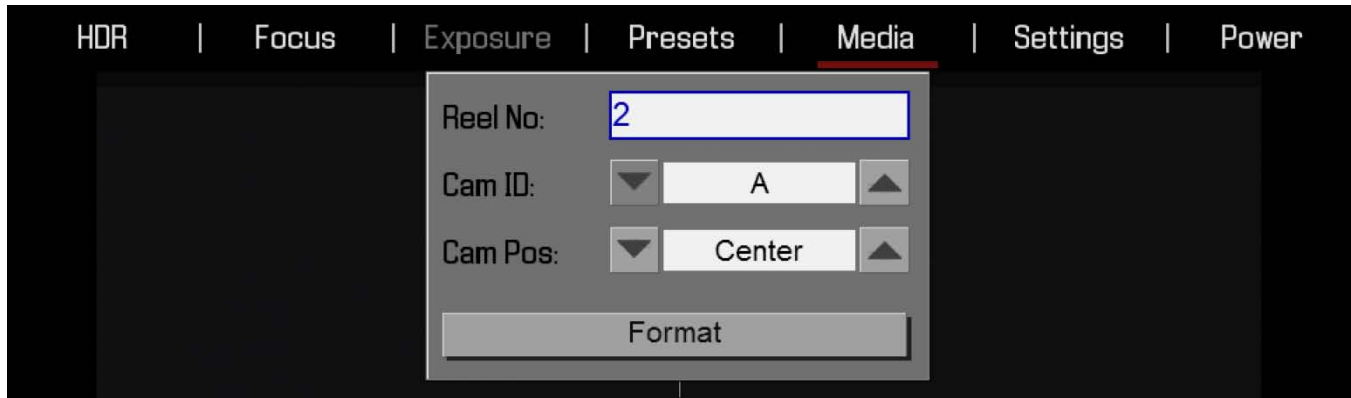 HDR | Focus | Exposure | Presets | Media | Settings | Power
Reel No: 2
Cam ID: A
Cam Pos: Center
Format